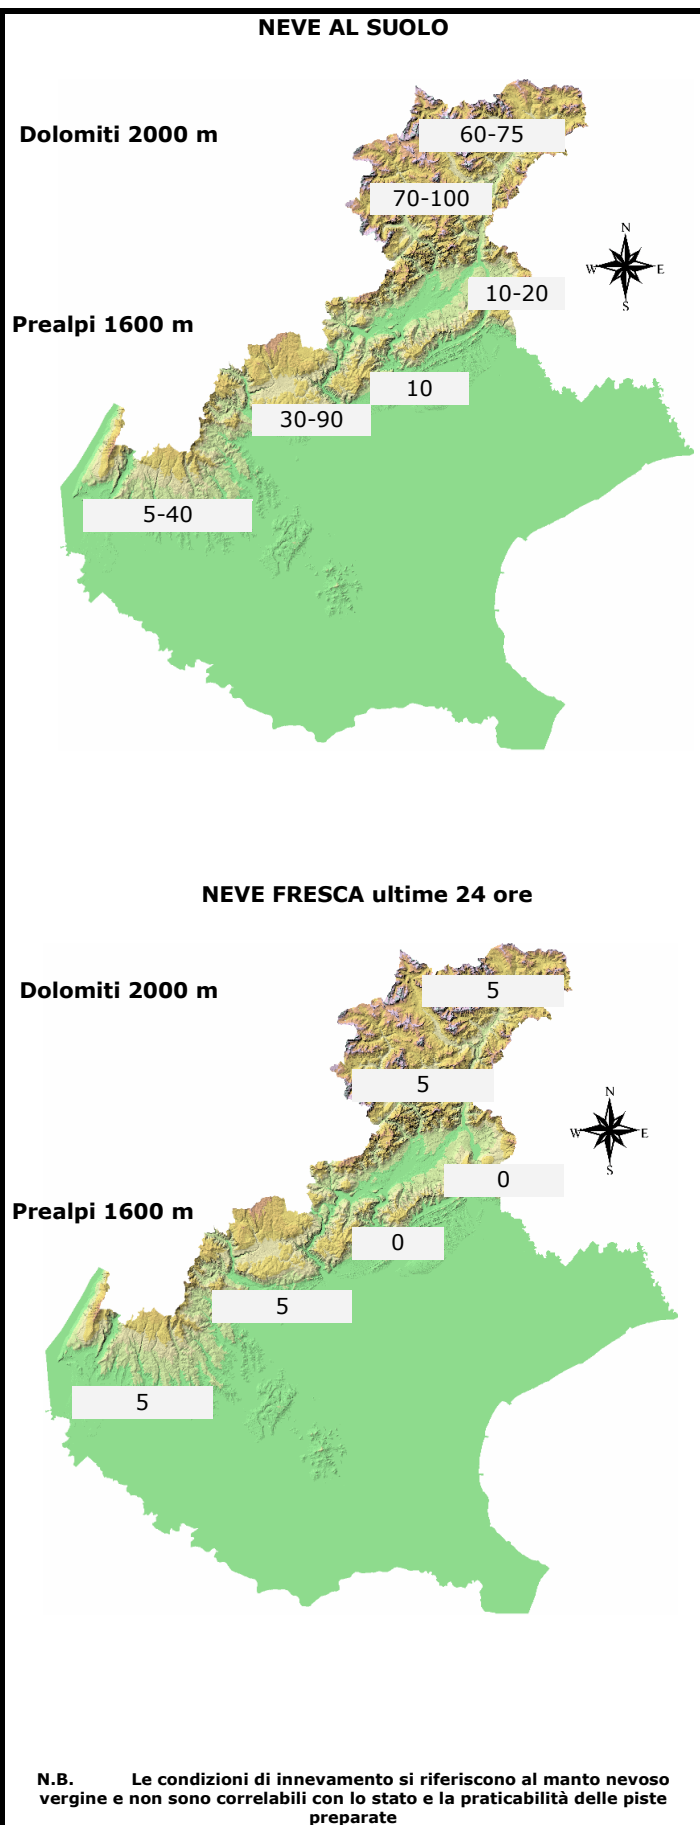 NEVE AL SUOLO
Dolomiti 2000 m
60-75
70-100
N
W E
S
10-20
Prealpi 1600 m
10
30-90
5-40
NEVE FRESCA ultime 24 ore
Dolomiti 2000 m
5
5
N
W E
S
0
Prealpi 1600 m
0
5
5
N.B. Le condizioni di innevamento si riferiscono al manto nevoso
vergine e non sono correlabili con lo stato e la praticabilità delle piste
preparate